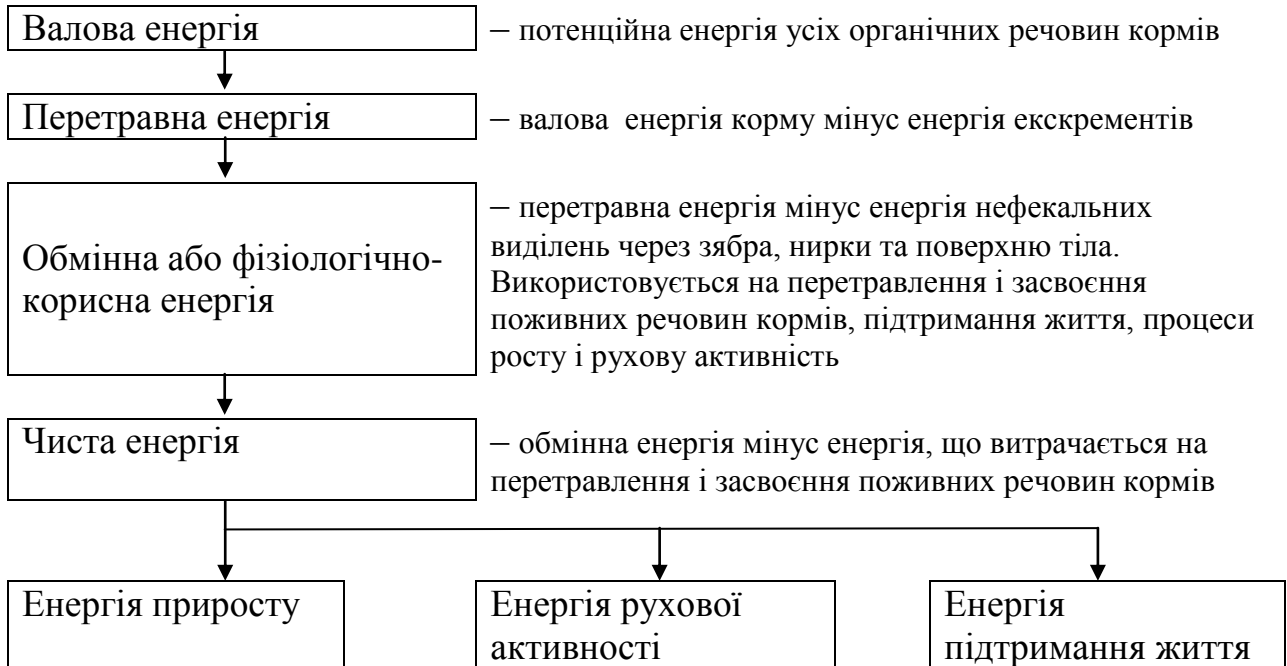 Валова енергія – потенційна енергія усіх органічних речовин кормів
Перетравна енергія – валова енергія корму мінус енергія екскрементів
Обмінна або фізіологічно-
корисна енергія
– перетравна енергія мінус енергія нефекальних
виділень через зябра, нирки та поверхню тіла.
Використовується на перетравлення і засвоєння
поживних речовин кормів, підтримання життя, процеси
росту і рухову активність
Чиста енергія – обмінна енергія мінус енергія, що витрачається на
перетравлення і засвоєння поживних речовин кормів
Енергія приросту
Енергія рухової
активності
Енергія
підтримання життя